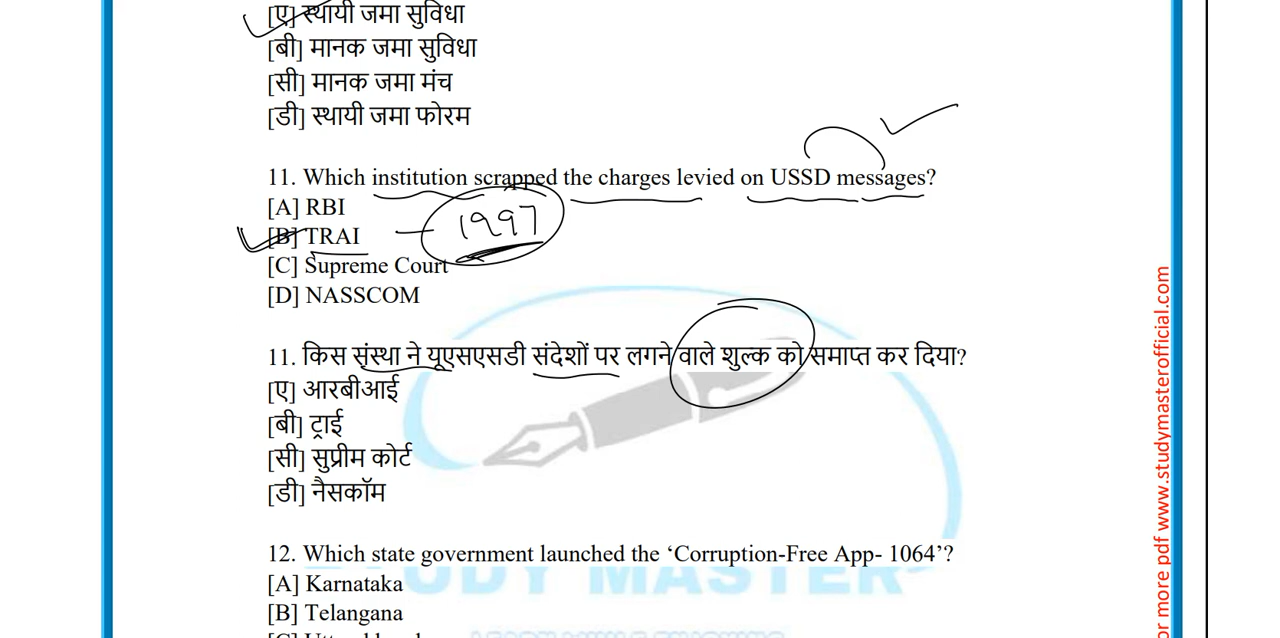 [ए] स्थायी जमा सुविधा
[बी] मानक जमा सुविधा
[सी] मानक जमा मंच
[डी] स्थायी जमा फोरम
11. Which institution scrapped the charges levied on USSD messages?
[A] RBI
[B] TRAI
1997
[C] Supreme Court
[D] NASSCOM
11. किस संस्था ने यूएसएसडी संदेशों पर लगने वाले शुल्क को समाप्त कर दिया?
[ए] आरबीआई
[बी] ट्राई
[सी] सुप्रीम कोर्ट
[डी] नैसकॉम
12. Which state government launched the ‘Corruption-Free App- 1064’?
[A] Karnataka
[B] Telangana
STUDY MASTER
or more pdf www.studymasterofficial.com